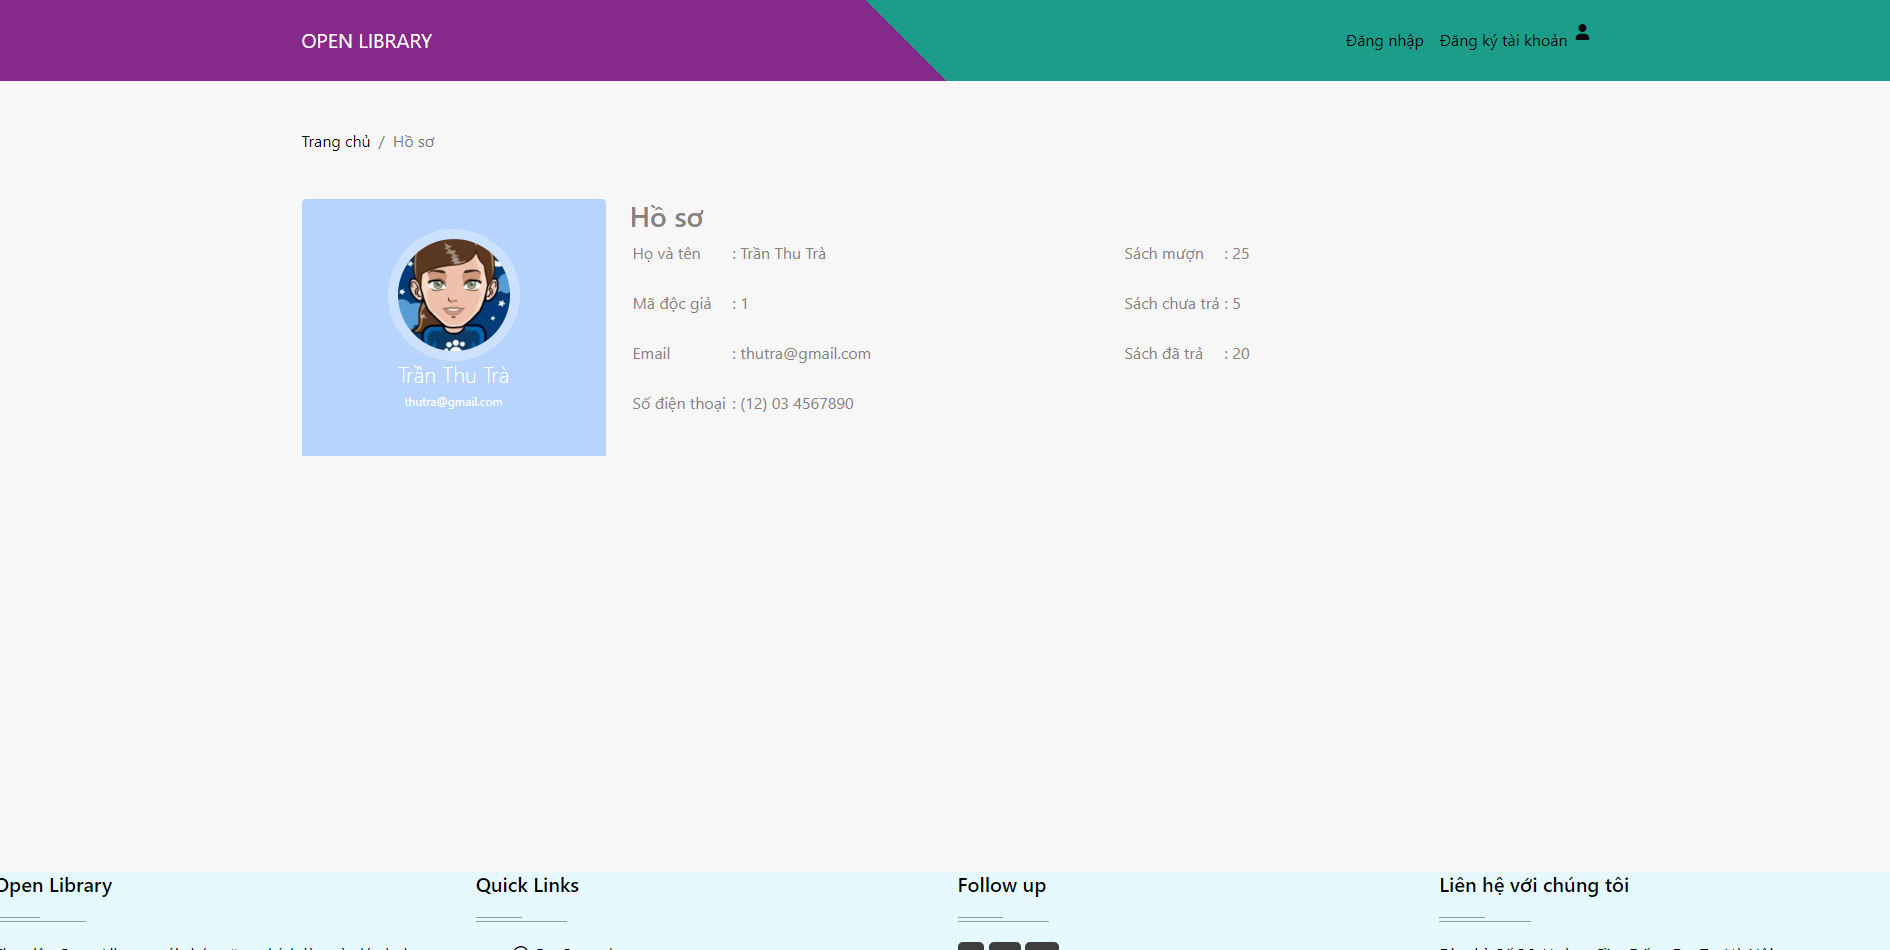 OPEN LIBRARY
Đăng nhập Đăng ký tài khoản
Trang chủ / Hồ sơ
Trần Thu Trà
thutra@gmail.com
Hồ sơ
Họ và tên : Trần Thu Trà
Mã độc giả : 1
Email : thutra@gmail.com
Số điện thoại : (12) 03 4567890
Sách mượn : 25
Sách chưa trả : 5
Sách đã trả : 20
Open Library
Quick Links
Follow up
Liên hệ với chúng tôi